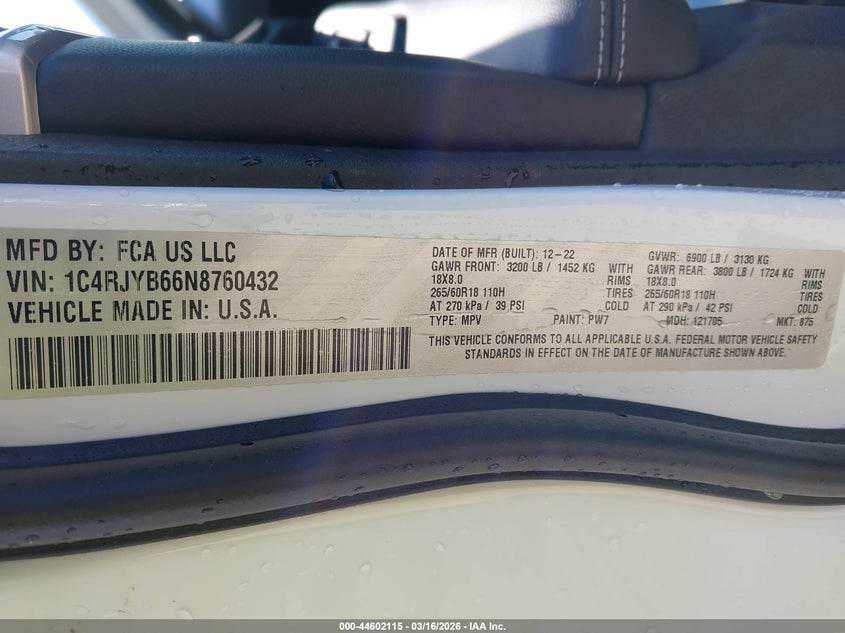 MFD BY: FCA US LLC
VIN: 1C4RJYB66N8760432
VEHICLE MADE IN: U.S.A.
DATE OF MFR (BUILT): 12-22
GAWR FRONT: 3200 LB / 1452 KG WITH
18X8.0 RIMS
265/60R18 110H TIRES
AT 270 kPa / 39 PSI COLD
TYPE: MPV PAINT: PW7
GVWR: 6900 LB / 3130 KG
GAWR REAR: 3800 LB / 1724 KG WITH
18X8.0 RIMS
265/60R18 110H TIRES
AT 290 kPa / 42 PSI COLD
MDH: 121705 MKT: 875
THIS VEHICLE CONFORMS TO ALL APPLICABLE U.S.A. FEDERAL MOTOR VEHICLE SAFETY
STANDARDS IN EFFECT ON THE DATE OF MANUFACTURE SHOWN ABOVE.
000-44602115 - 03/16/2026 - IAA Inc.